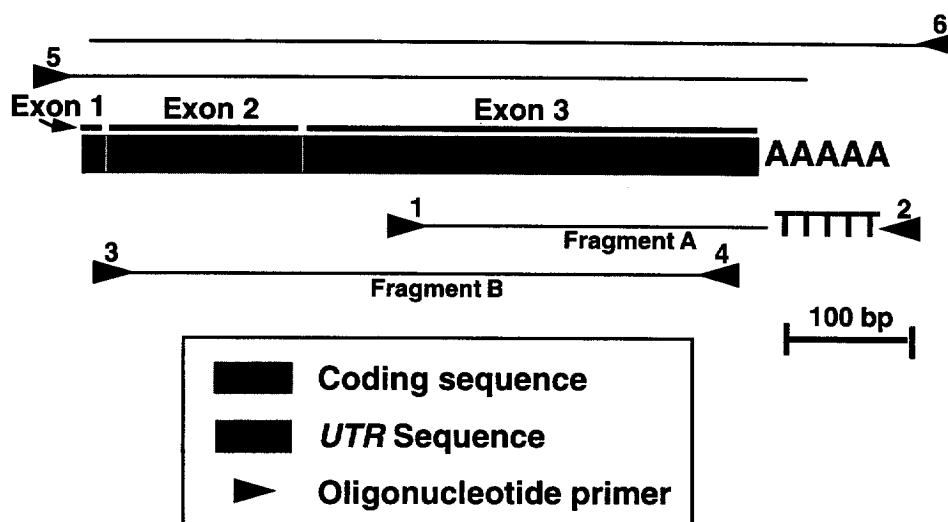 6
5
Exon 1 Exon 2 Exon 3
AAAAA
1 TTTTT 2
Fragment A
3 4
Fragment B
100 bp
Coding sequence
UTR Sequence
Oligonucleotide primer